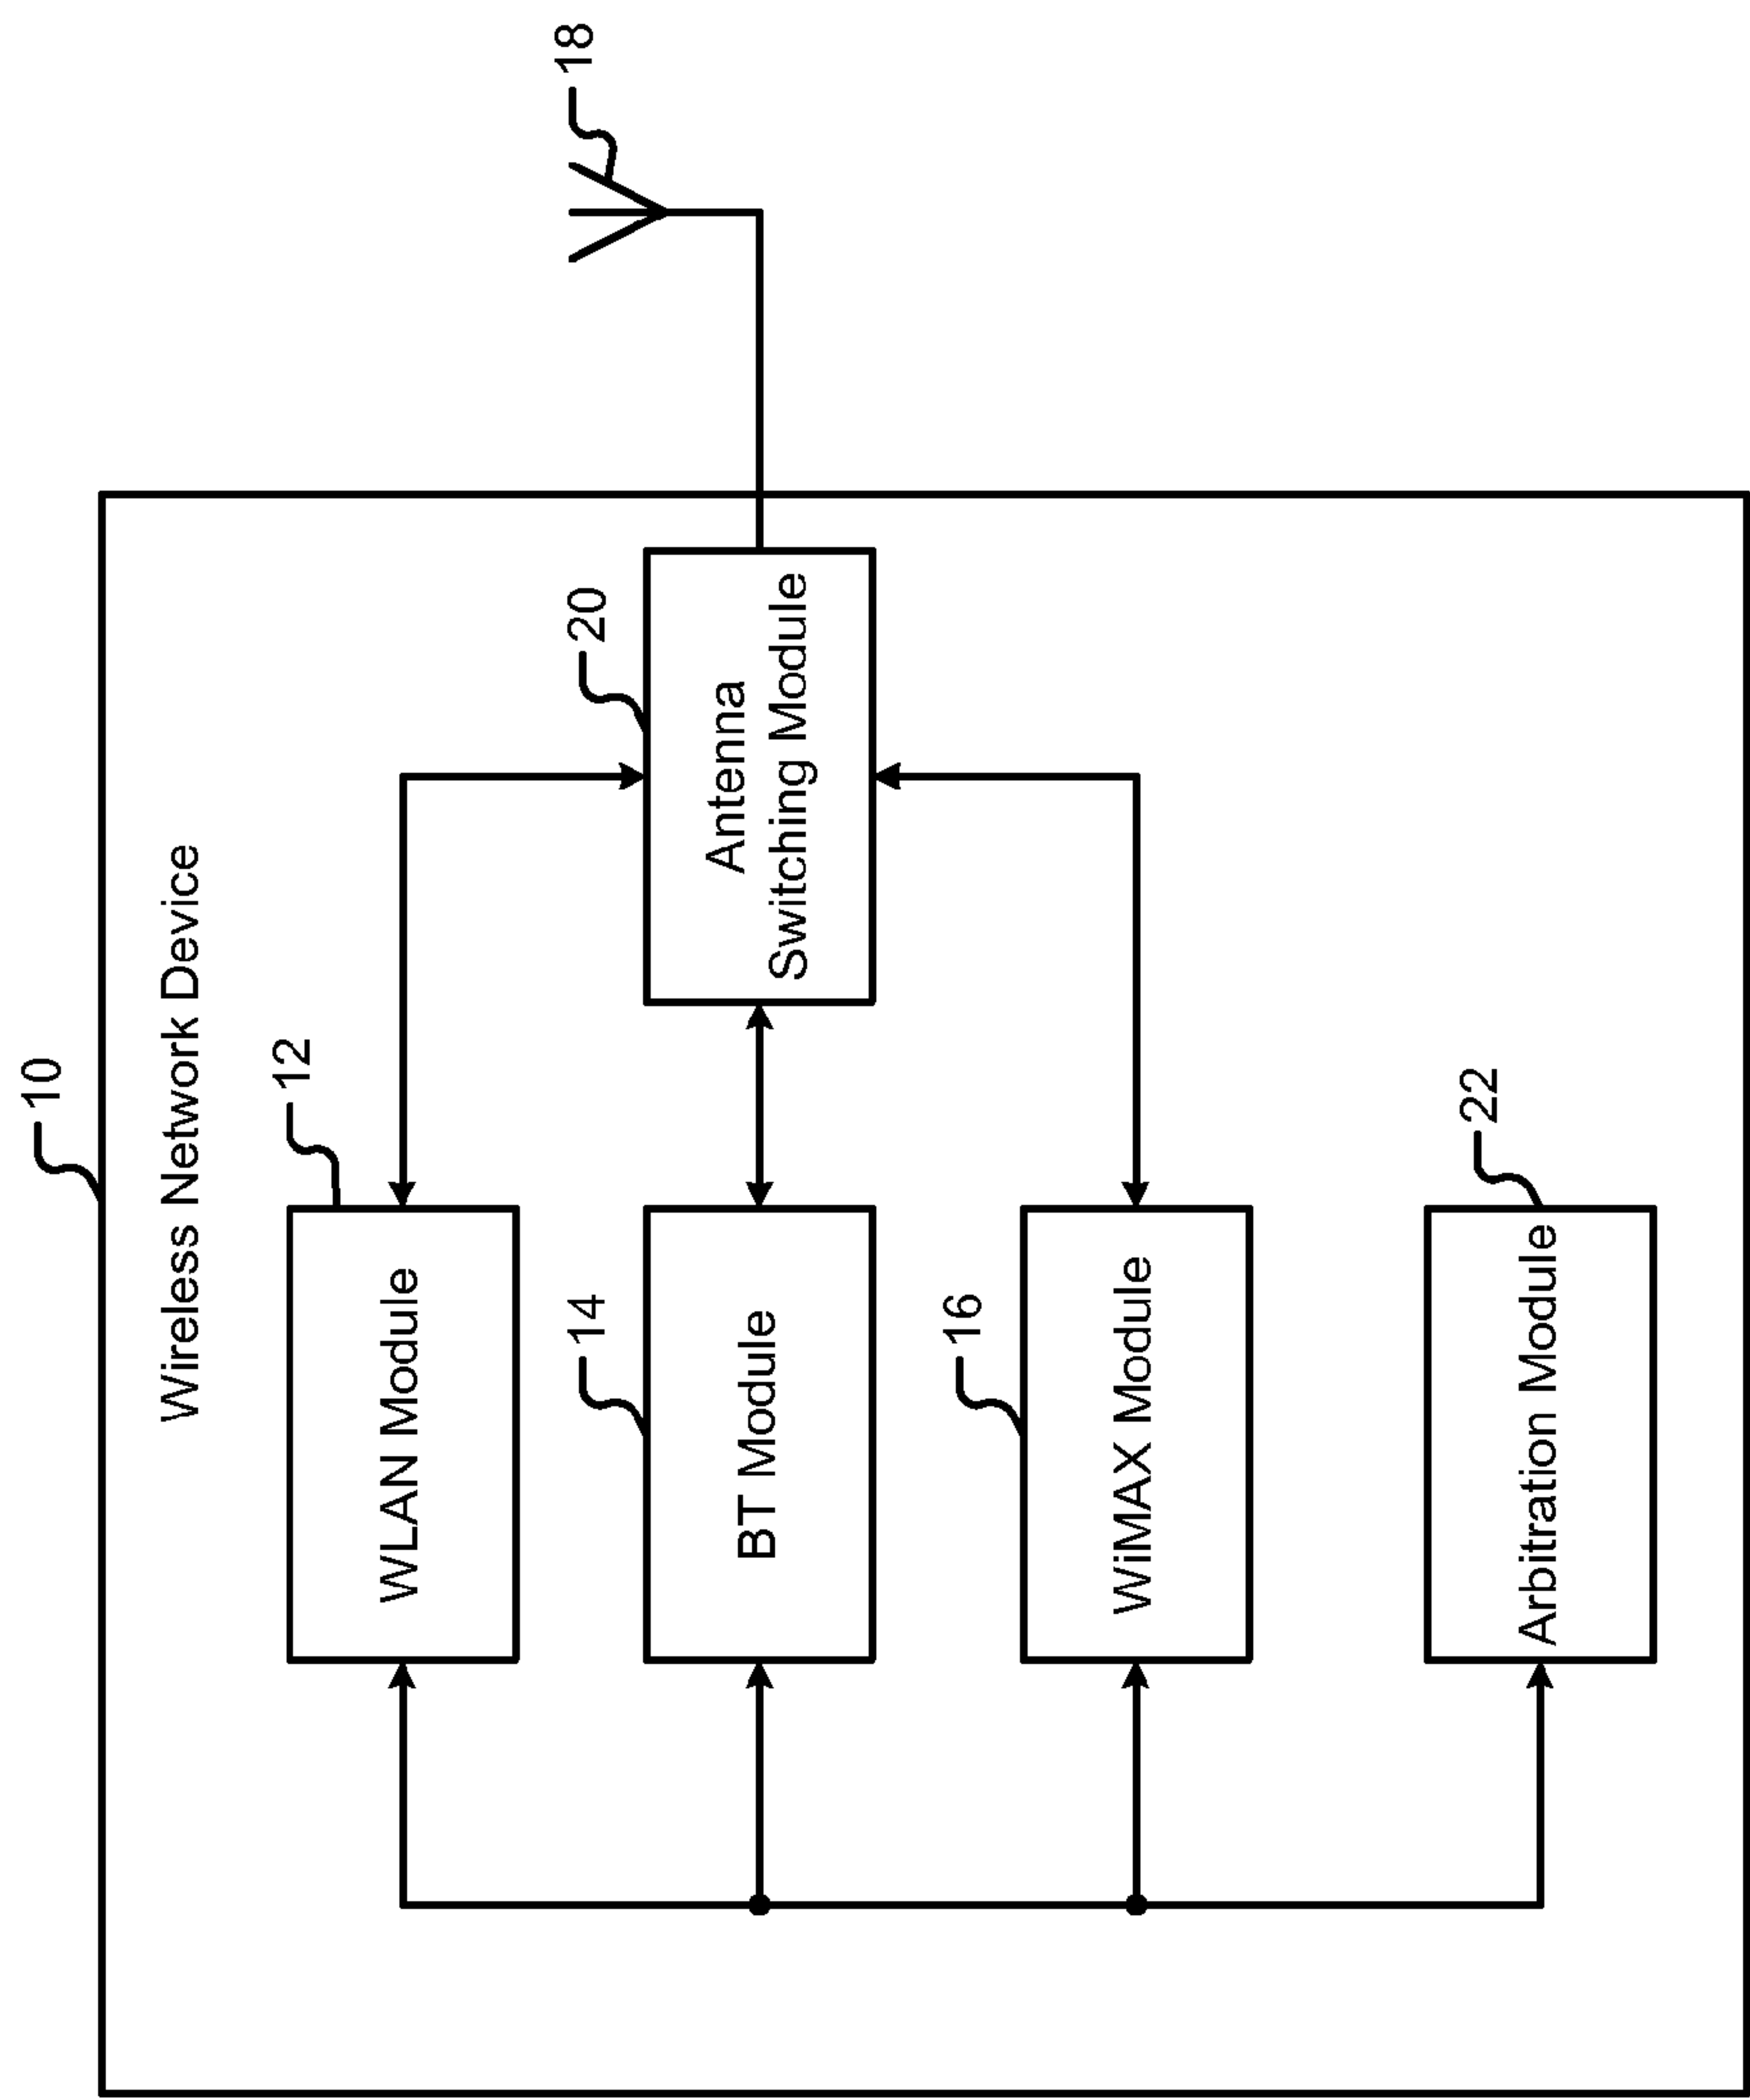 10
Wireless Network Device
12
WLAN Module
14
BT Module
16
WiMAX Module
20
Antenna
Switching Module
18
22
Arbitration Module